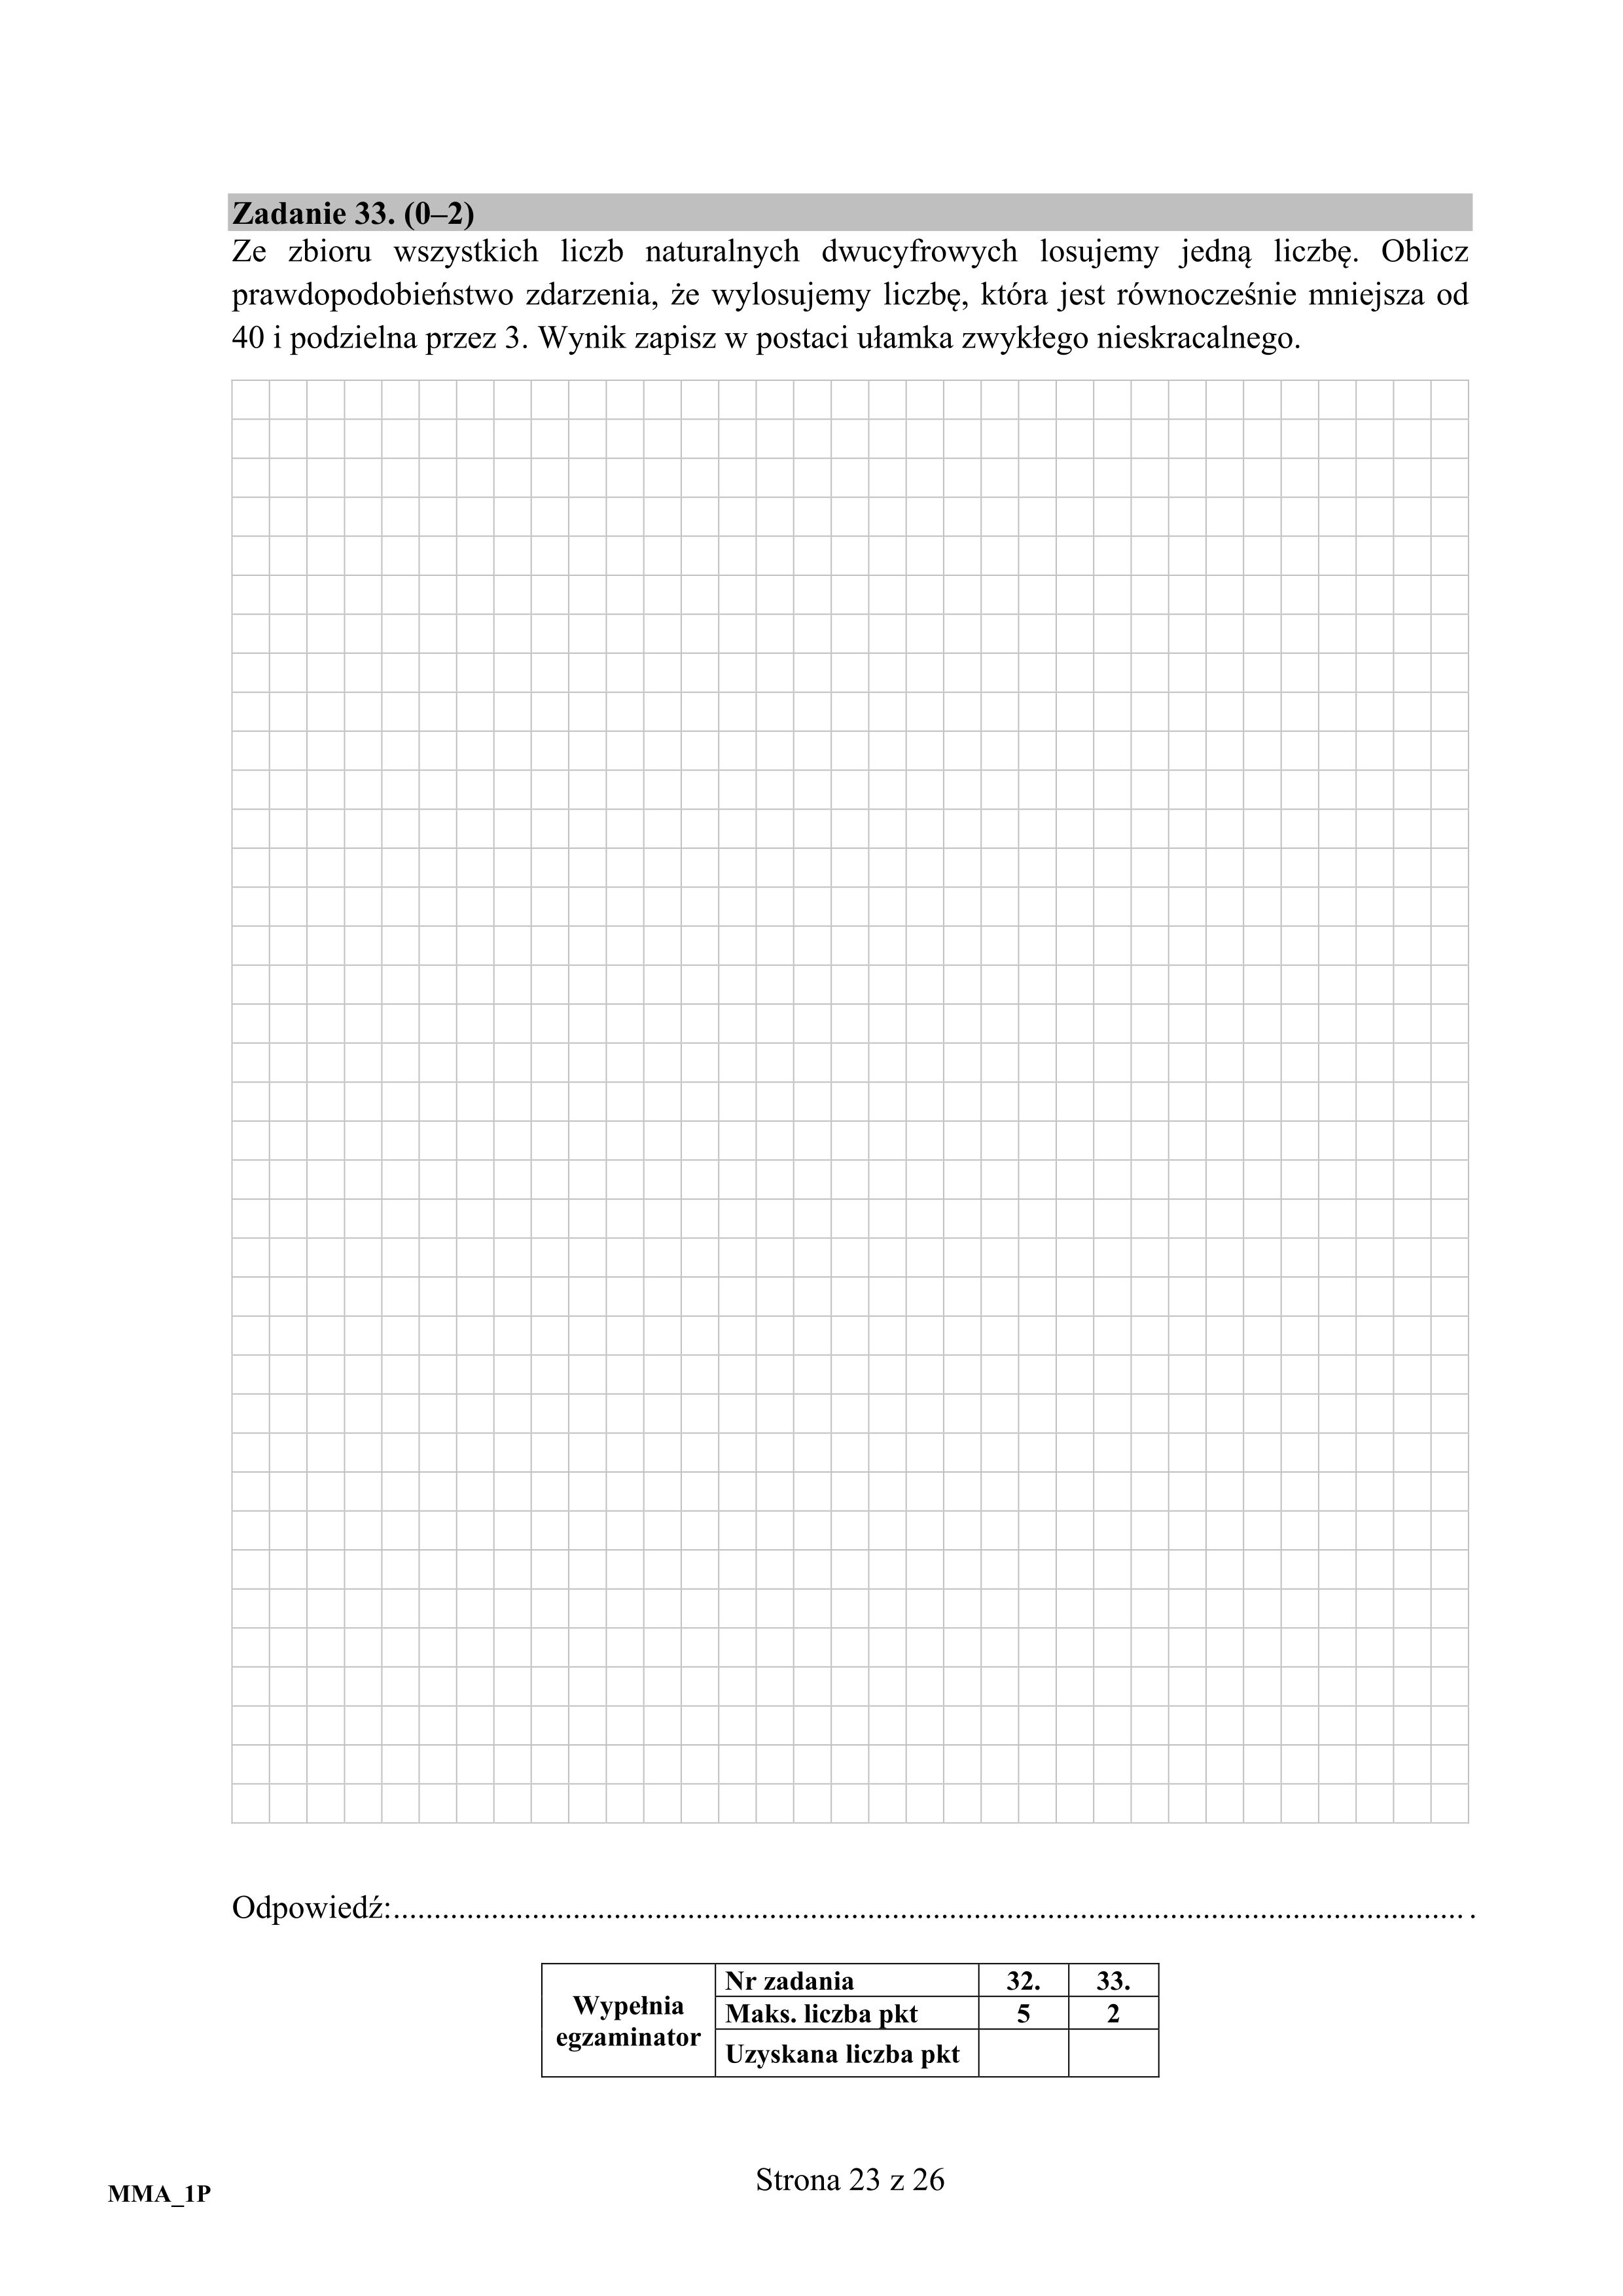 Zadanie 33. (0–2)
Ze zbioru wszystkich liczb naturalnych dwucyfrowych losujemy jedną liczbę. Oblicz
prawdopodobieństwo zdarzenia, że wylosujemy liczbę, która jest równocześnie mniejsza od
40 i podzielna przez 3. Wynik zapisz w postaci ułamka zwykłego nieskracalnego.
Odpowiedź:.................................................................................................................................. .
Wypełnia
egzaminator
Nr zadania 32. 33.
Maks. liczba pkt 5 2
Uzyskana liczba pkt
Strona 23 z 26
MMA_1P